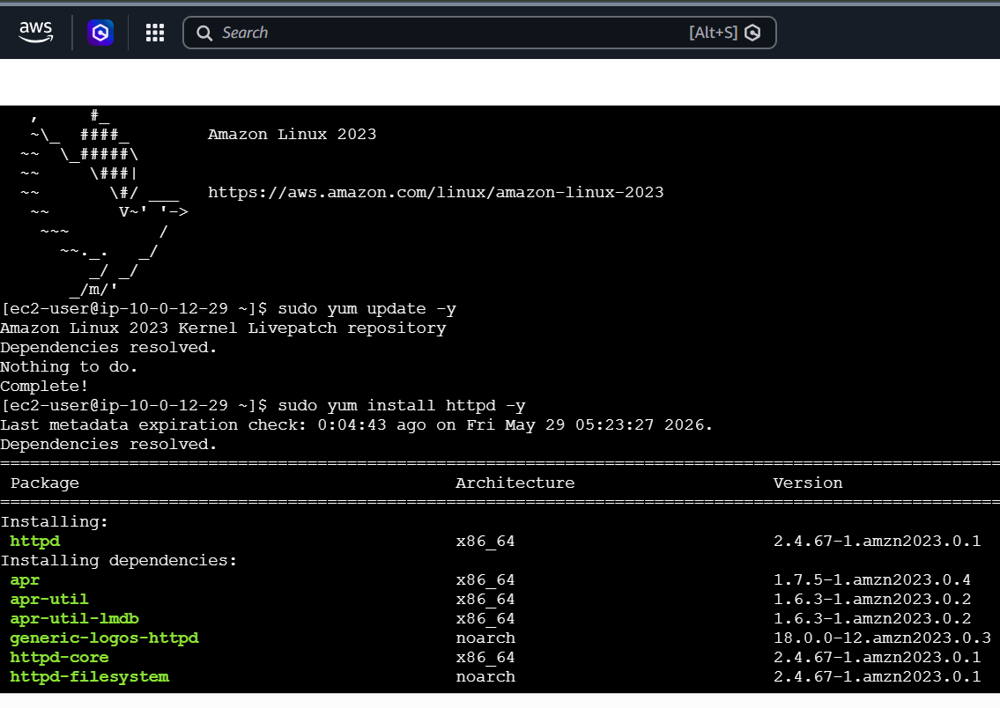 aws
Search [Alt+S]
   ,     #_
   ~\_  ####_        Amazon Linux 2023
  ~~  \_#####\
  ~~     \###|
  ~~       \#/ ___   https://aws.amazon.com/linux/amazon-linux-2023
   ~~       V~' '->
    ~~~         /
      ~~._.   _/
         _/ _/
       _/m/'
[ec2-user@ip-10-0-12-29 ~]$ sudo yum update -y
Amazon Linux 2023 Kernel Livepatch repository
Dependencies resolved.
Nothing to do.
Complete!
[ec2-user@ip-10-0-12-29 ~]$ sudo yum install httpd -y
Last metadata expiration check: 0:04:43 ago on Fri May 29 05:23:27 2026.
Dependencies resolved.
=====================================================================================================
 Package                                      Architecture                    Version
=====================================================================================================
Installing:
 httpd                                        x86_64                          2.4.67-1.amzn2023.0.1
Installing dependencies:
 apr                                          x86_64                          1.7.5-1.amzn2023.0.4
 apr-util                                     x86_64                          1.6.3-1.amzn2023.0.2
 apr-util-lmdb                                x86_64                          1.6.3-1.amzn2023.0.2
 generic-logos-httpd                          noarch                          18.0.0-12.amzn2023.0.3
 httpd-core                                   x86_64                          2.4.67-1.amzn2023.0.1
 httpd-filesystem                             noarch                          2.4.67-1.amzn2023.0.1